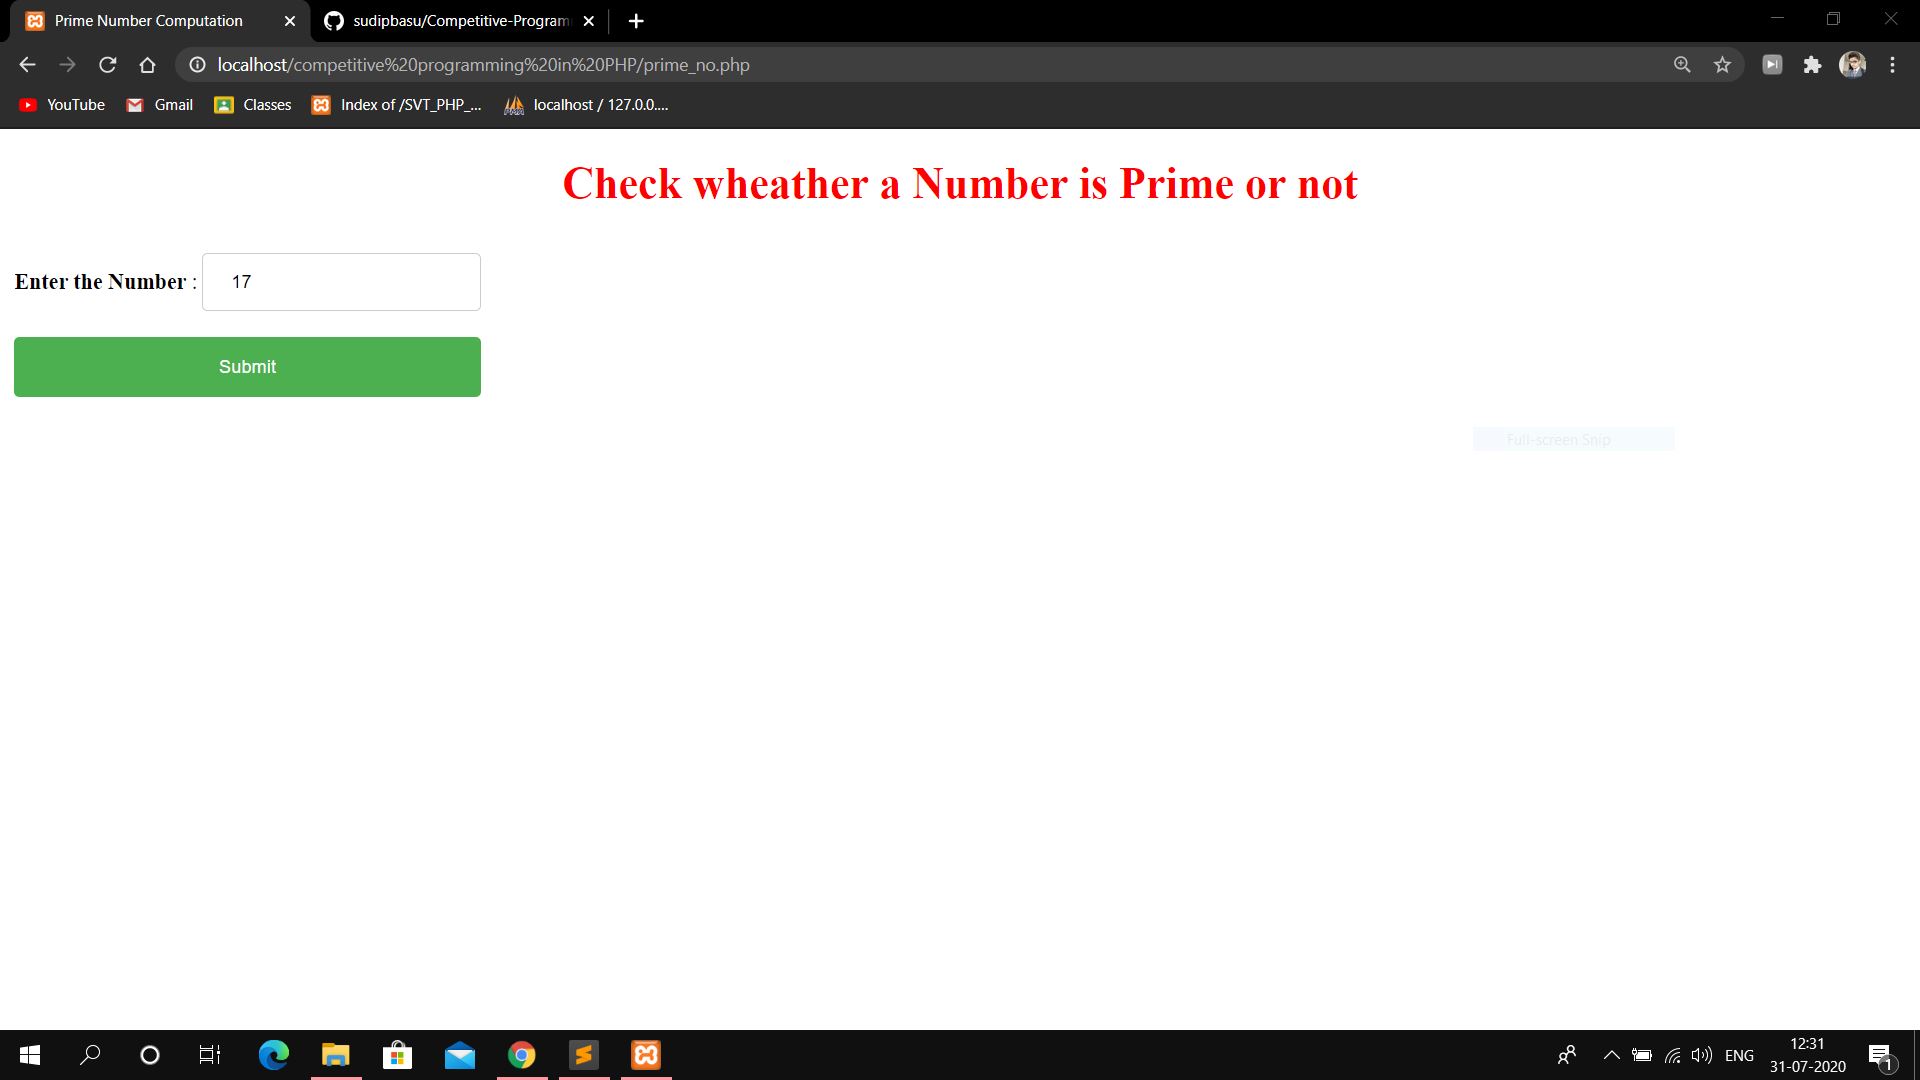 Prime Number Computation
sudipbasu/Competitive-Program
localhost/competitive%20programming%20in%20PHP/prime_no.php
YouTube Gmail Classes Index of /SVT_PHP_... localhost / 127.0.0....
Check wheather a Number is Prime or not
Enter the Number : 17
Submit
Full-screen Snip
ENG
12:31
31-07-2020
1